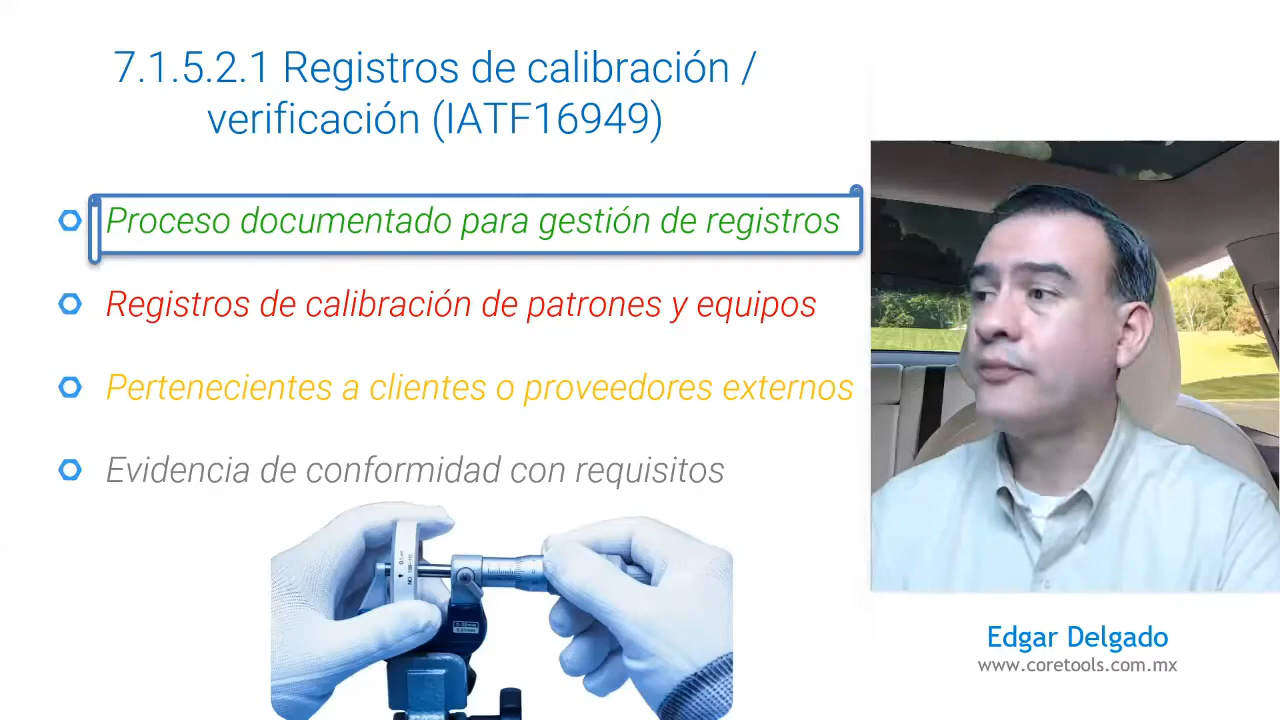 7.1.5.2.1 Registros de calibración /
verificación (IATF16949)
Proceso documentado para gestión de registros
Registros de calibración de patrones y equipos
Pertenecientes a clientes o proveedores externos
Evidencia de conformidad con requisitos
Edgar Delgado
www.coretools.com.mx